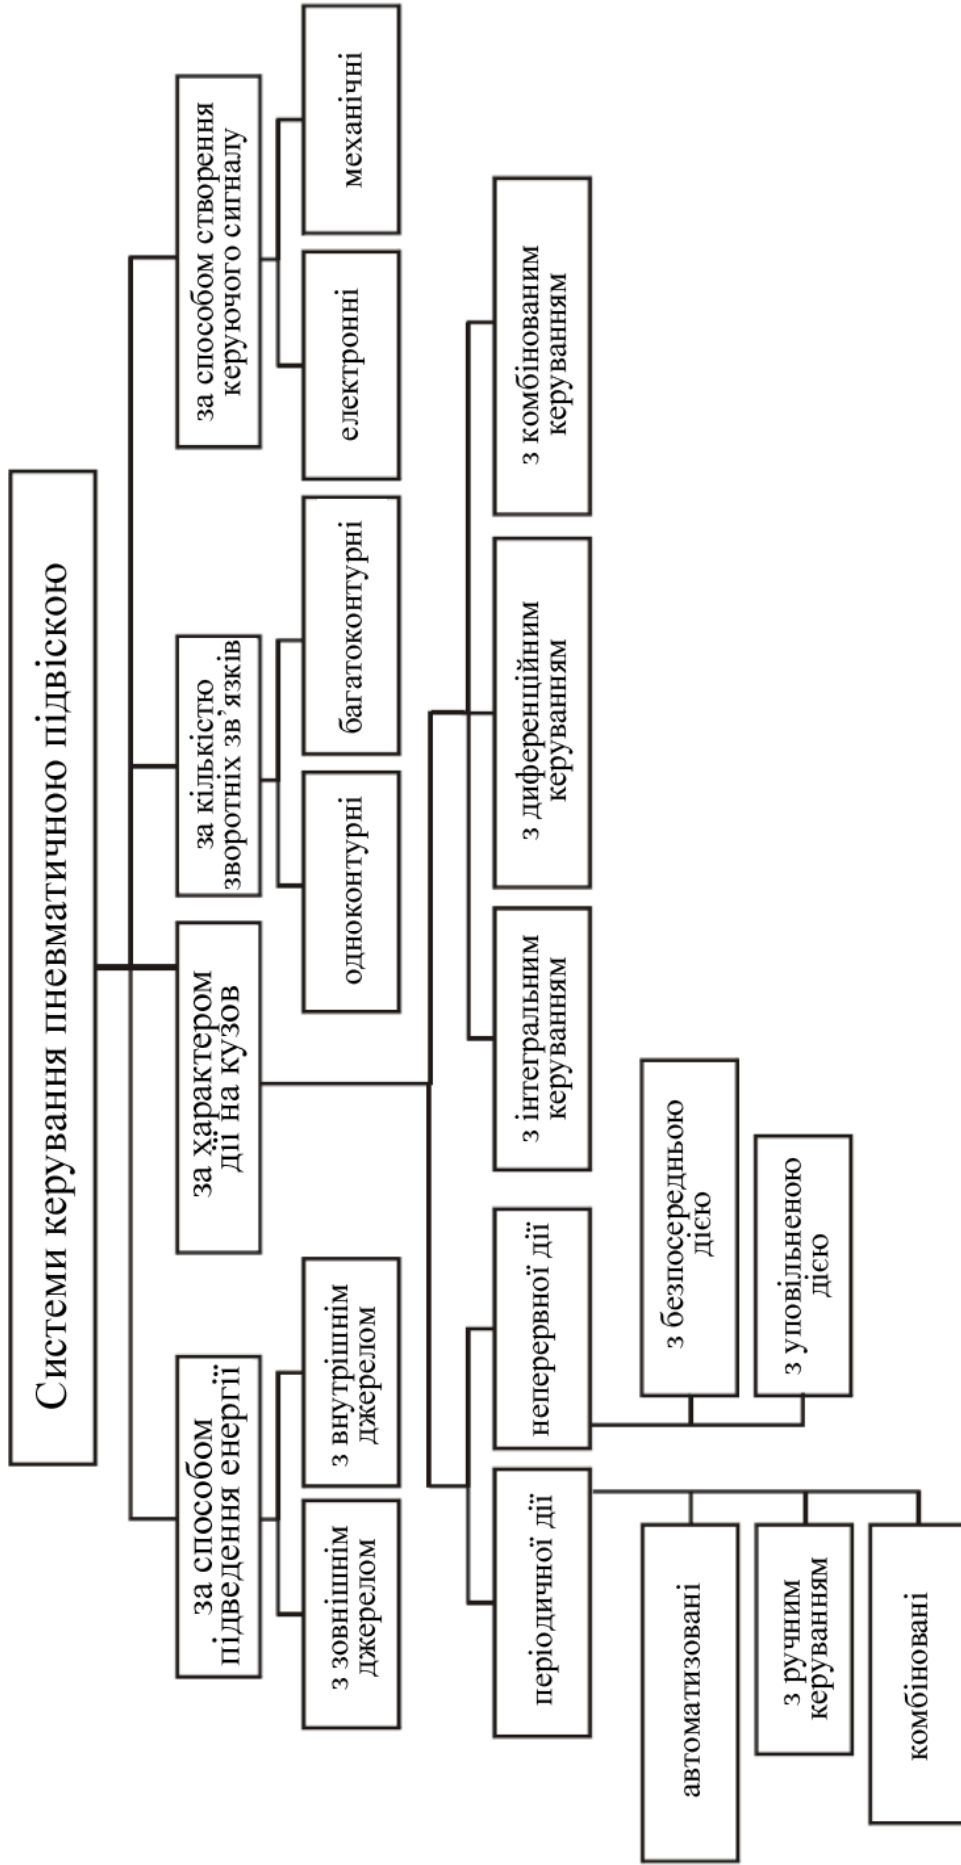 Системи керування пневматичною підвіскою
за способом
підведення енергії
за характером
дії на кузов
за кількістю
зворотніх зв’язків
за способом створення
керуючого сигналу
з зовнішнім
джерелом
з внутрішнім
джерелом
одноконтурні
багатоконтурні
електронні
механічні
періодичної дії
неперервної дії
з інтегральним
керуванням
з диференційним
керуванням
з комбінованим
керуванням
автоматизовані
з ручним
керуванням
комбіновані
з безпосередньою
дією
з уповільненою
дією